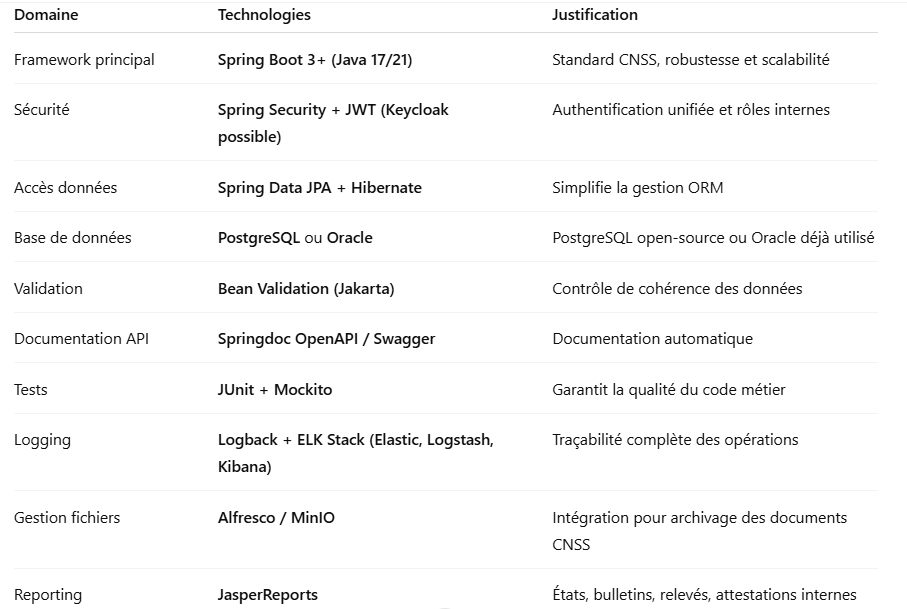 Domaine Technologies Justification
Framework principal Spring Boot 3+ (Java 17/21) Standard CNSS, robustesse et scalabilité
Sécurité Spring Security + JWT (Keycloak Authentification unifiée et rôles internes
possible)
Accès données Spring Data JPA + Hibernate Simplifie la gestion ORM
Base de données PostgreSQL ou Oracle PostgreSQL open-source ou Oracle déjà utilisé
Validation Bean Validation (Jakarta) Contrôle de cohérence des données
Documentation API Springdoc OpenAPI / Swagger Documentation automatique
Tests JUnit + Mockito Garantit la qualité du code métier
Logging Logback + ELK Stack (Elastic, Logstash, Traçabilité complète des opérations
Kibana)
Gestion fichiers Alfresco / MinIO Intégration pour archivage des documents
CNSS
Reporting JasperReports États, bulletins, relevés, attestations internes